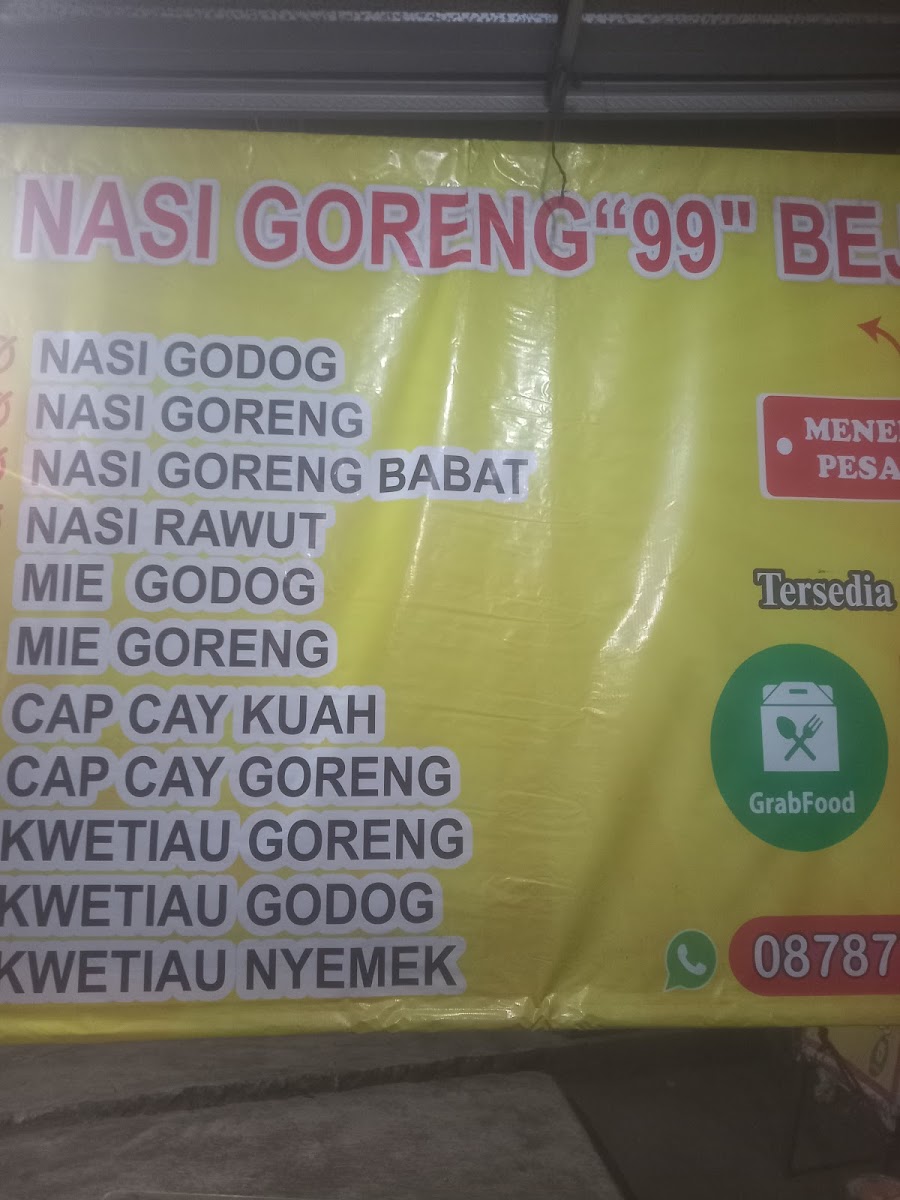 NASI GORENG“99" BEJ
NASI GODOG
NASI GORENG
NASI GORENG BABAT
NASI RAWUT
MIE GODOG
MIE GORENG
CAP CAY KUAH
CAP CAY GORENG
KWETIAU GORENG
KWETIAU GODOG
KWETIAU NYEMEK
MENE
PESA
Tersedia
GrabFood
08787